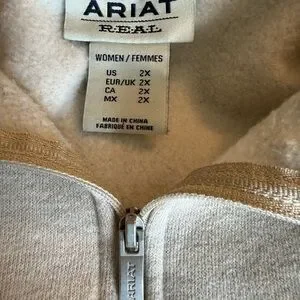 ARIAT
REAL
WOMEN / FEMMES
US 2X
EUR/UK 2X
CA 2X
MX 2X
MADE IN CHINA
FABRIQUÉ EN CHINE
ARIAT